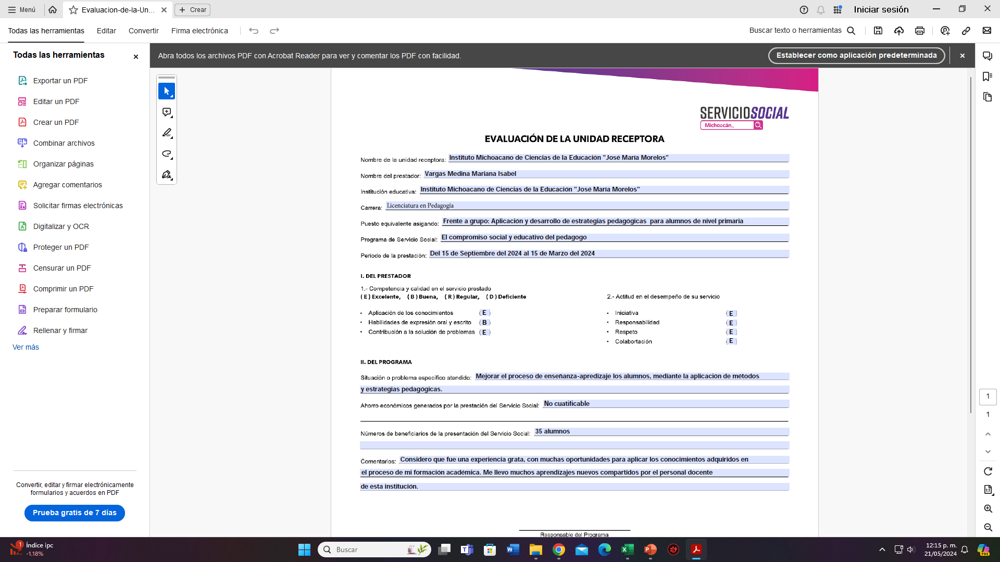 Menú
Evaluacion-de-la-Un...
Crear
Iniciar sesión
Todas las herramientas
Editar
Convertir
Firma electrónica
Buscar texto o herramientas
Todas las herramientas
Abra todos los archivos PDF con Acrobat Reader para ver y comentar los PDF con facilidad.
Establecer como aplicación predeterminada
Exportar un PDF
Editar un PDF
Crear un PDF
Combinar archivos
Organizar páginas
Agregar comentarios
Solicitar firmas electrónicas
Digitalizar y OCR
Proteger un PDF
Censurar un PDF
Comprimir un PDF
Preparar formulario
Rellenar y firmar
Ver más
Convertir, editar y firmar electrónicamente
formularios y acuerdos en PDF
Prueba gratis de 7 días
SERVICIOSOCIAL
Michoacán_
EVALUACIÓN DE LA UNIDAD RECEPTORA
Nombre de la unidad receptora: Instituto Michoacano de Ciencias de la Educación "José María Morelos"
Nombre del prestador: Vargas Medina Mariana Isabel
Institución educativa: Instituto Michoacano de Ciencias de la Educación "José María Morelos"
Carrera: Licenciatura en Pedagogía
Puesto equivalente asigando: Frente a grupo: Aplicación y desarrollo de estrategias pedagógicas para alumnos de nivel primaria
Programa de Servicio Social: El compromiso social y educativo del pedagogo
Periodo de la prestación: Del 15 de Septiembre del 2024 al 15 de Marzo del 2024
I. DEL PRESTADOR
1.- Competencia y calidad en el servicio prestado
( E ) Excelente, ( B ) Buena, ( R ) Regular, ( D ) Deficiente
• Aplicación de los conocimientos ( E )
• Habilidades de expresión oral y escrito ( B )
• Contribución a la solución de problemas ( E )
2.- Actitud en el desempeño de su servicio
• Iniciativa ( E )
• Responsabilidad ( E )
• Respeto ( E )
• Colabortación ( E )
II. DEL PROGRAMA
Situación o problema específico atendido: Mejorar el proceso de enseñanza-apredizaje los alumnos, mediante la aplicación de métodos
y estrategias pedagógicas.
Ahorro económicos generados por la prestación del Servicio Social: No cuatificable
Números de beneficiarios de la presentación del Servicio Social: 35 alumnos
Comentarios: Considero que fue una experiencia grata, con muchas oportunidades para aplicar los conocimientos adquiridos en
el proceso de mi formación académica. Me llevo muchos aprendizajes nuevos compartidos por el personal docente
de esta institución.
Responsable del Programa
1
1
1
Índice ipc
-1.18%
Buscar
12:15 p. m.
21/05/2024